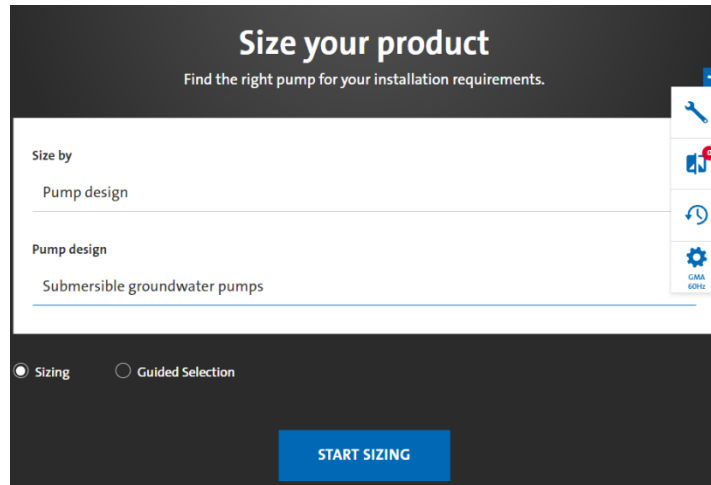 Size your product
Find the right pump for your installation requirements.
Size by
Pump design
Pump design
Submersible groundwater pumps
GMA
60Hz
Sizing
Guided Selection
START SIZING